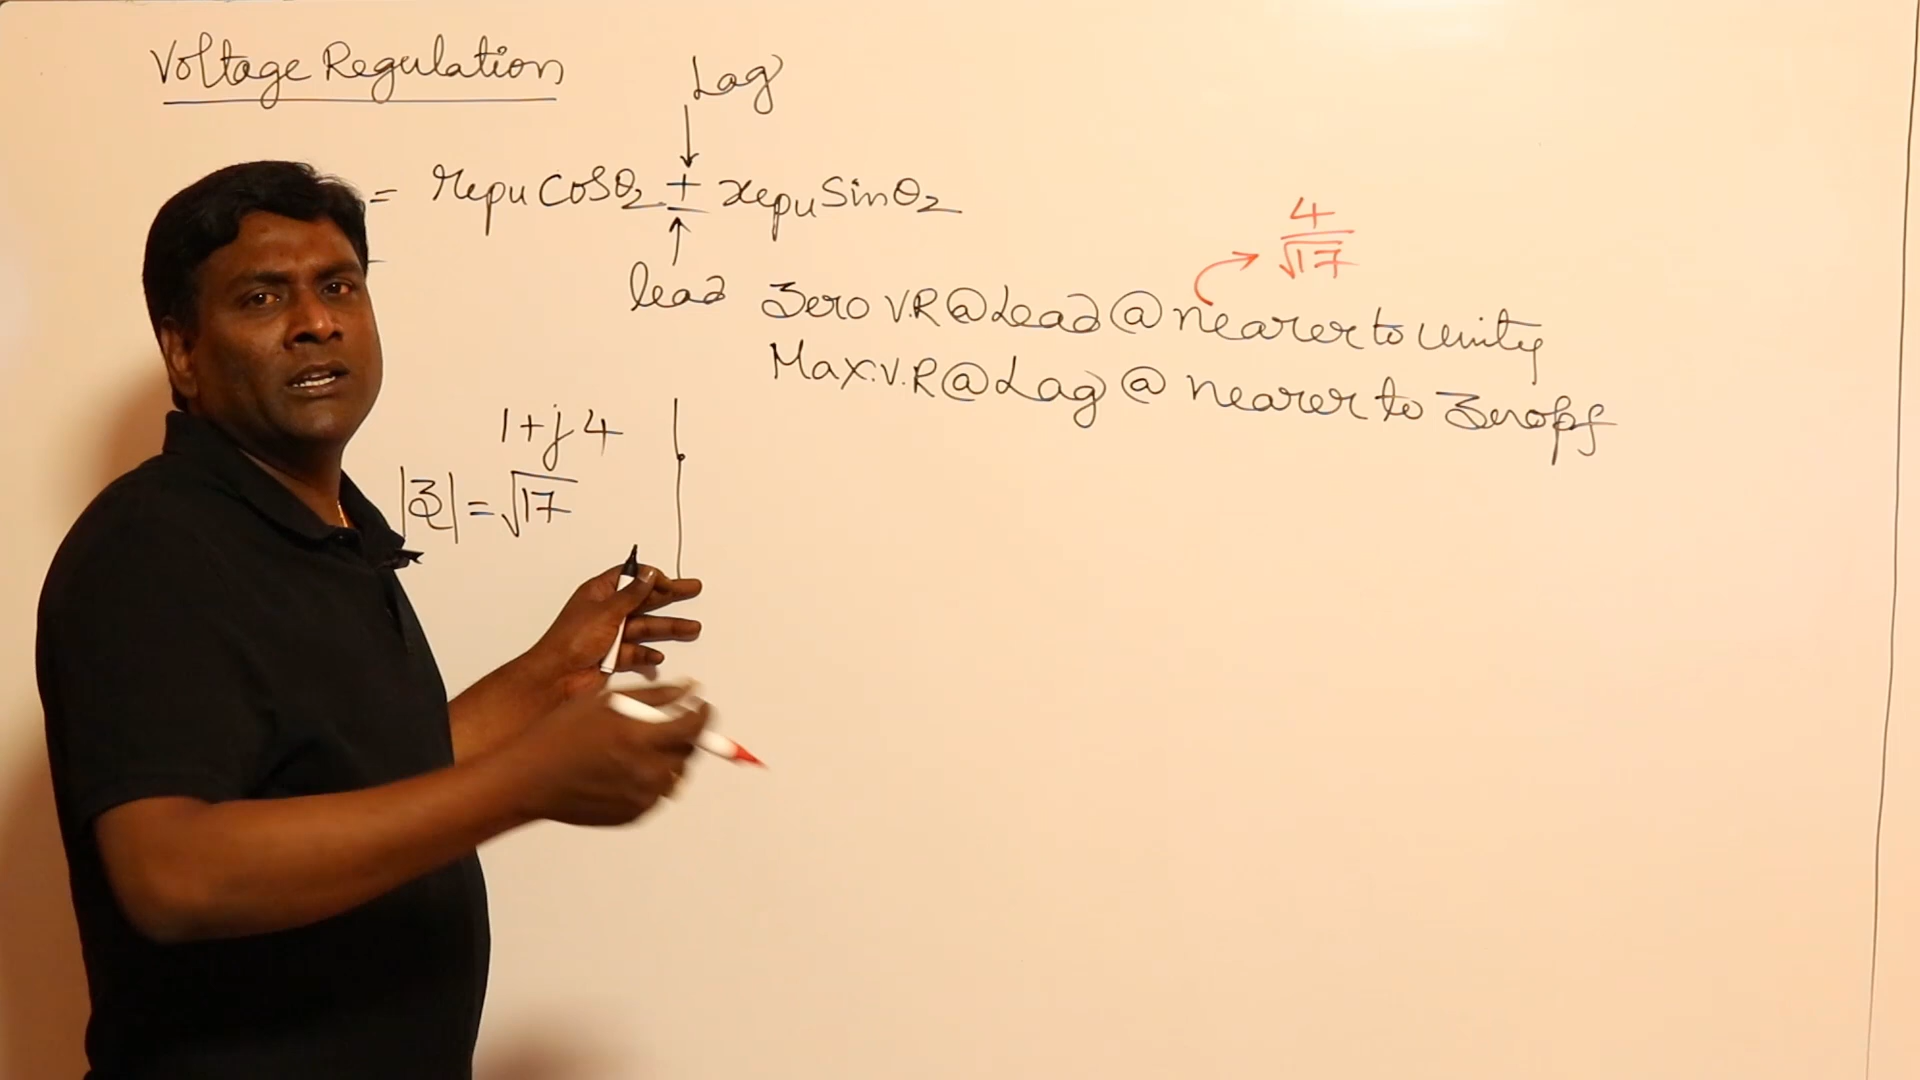 Voltage Regulation
Lag
= repu Cosθ2 ± xepu Sinθ2
lead
4/√17
Zero V.R @ Lead @ nearer to unity
Max.V.R @ Lag @ nearer to Zero pf
1+j4
|Z| = √17